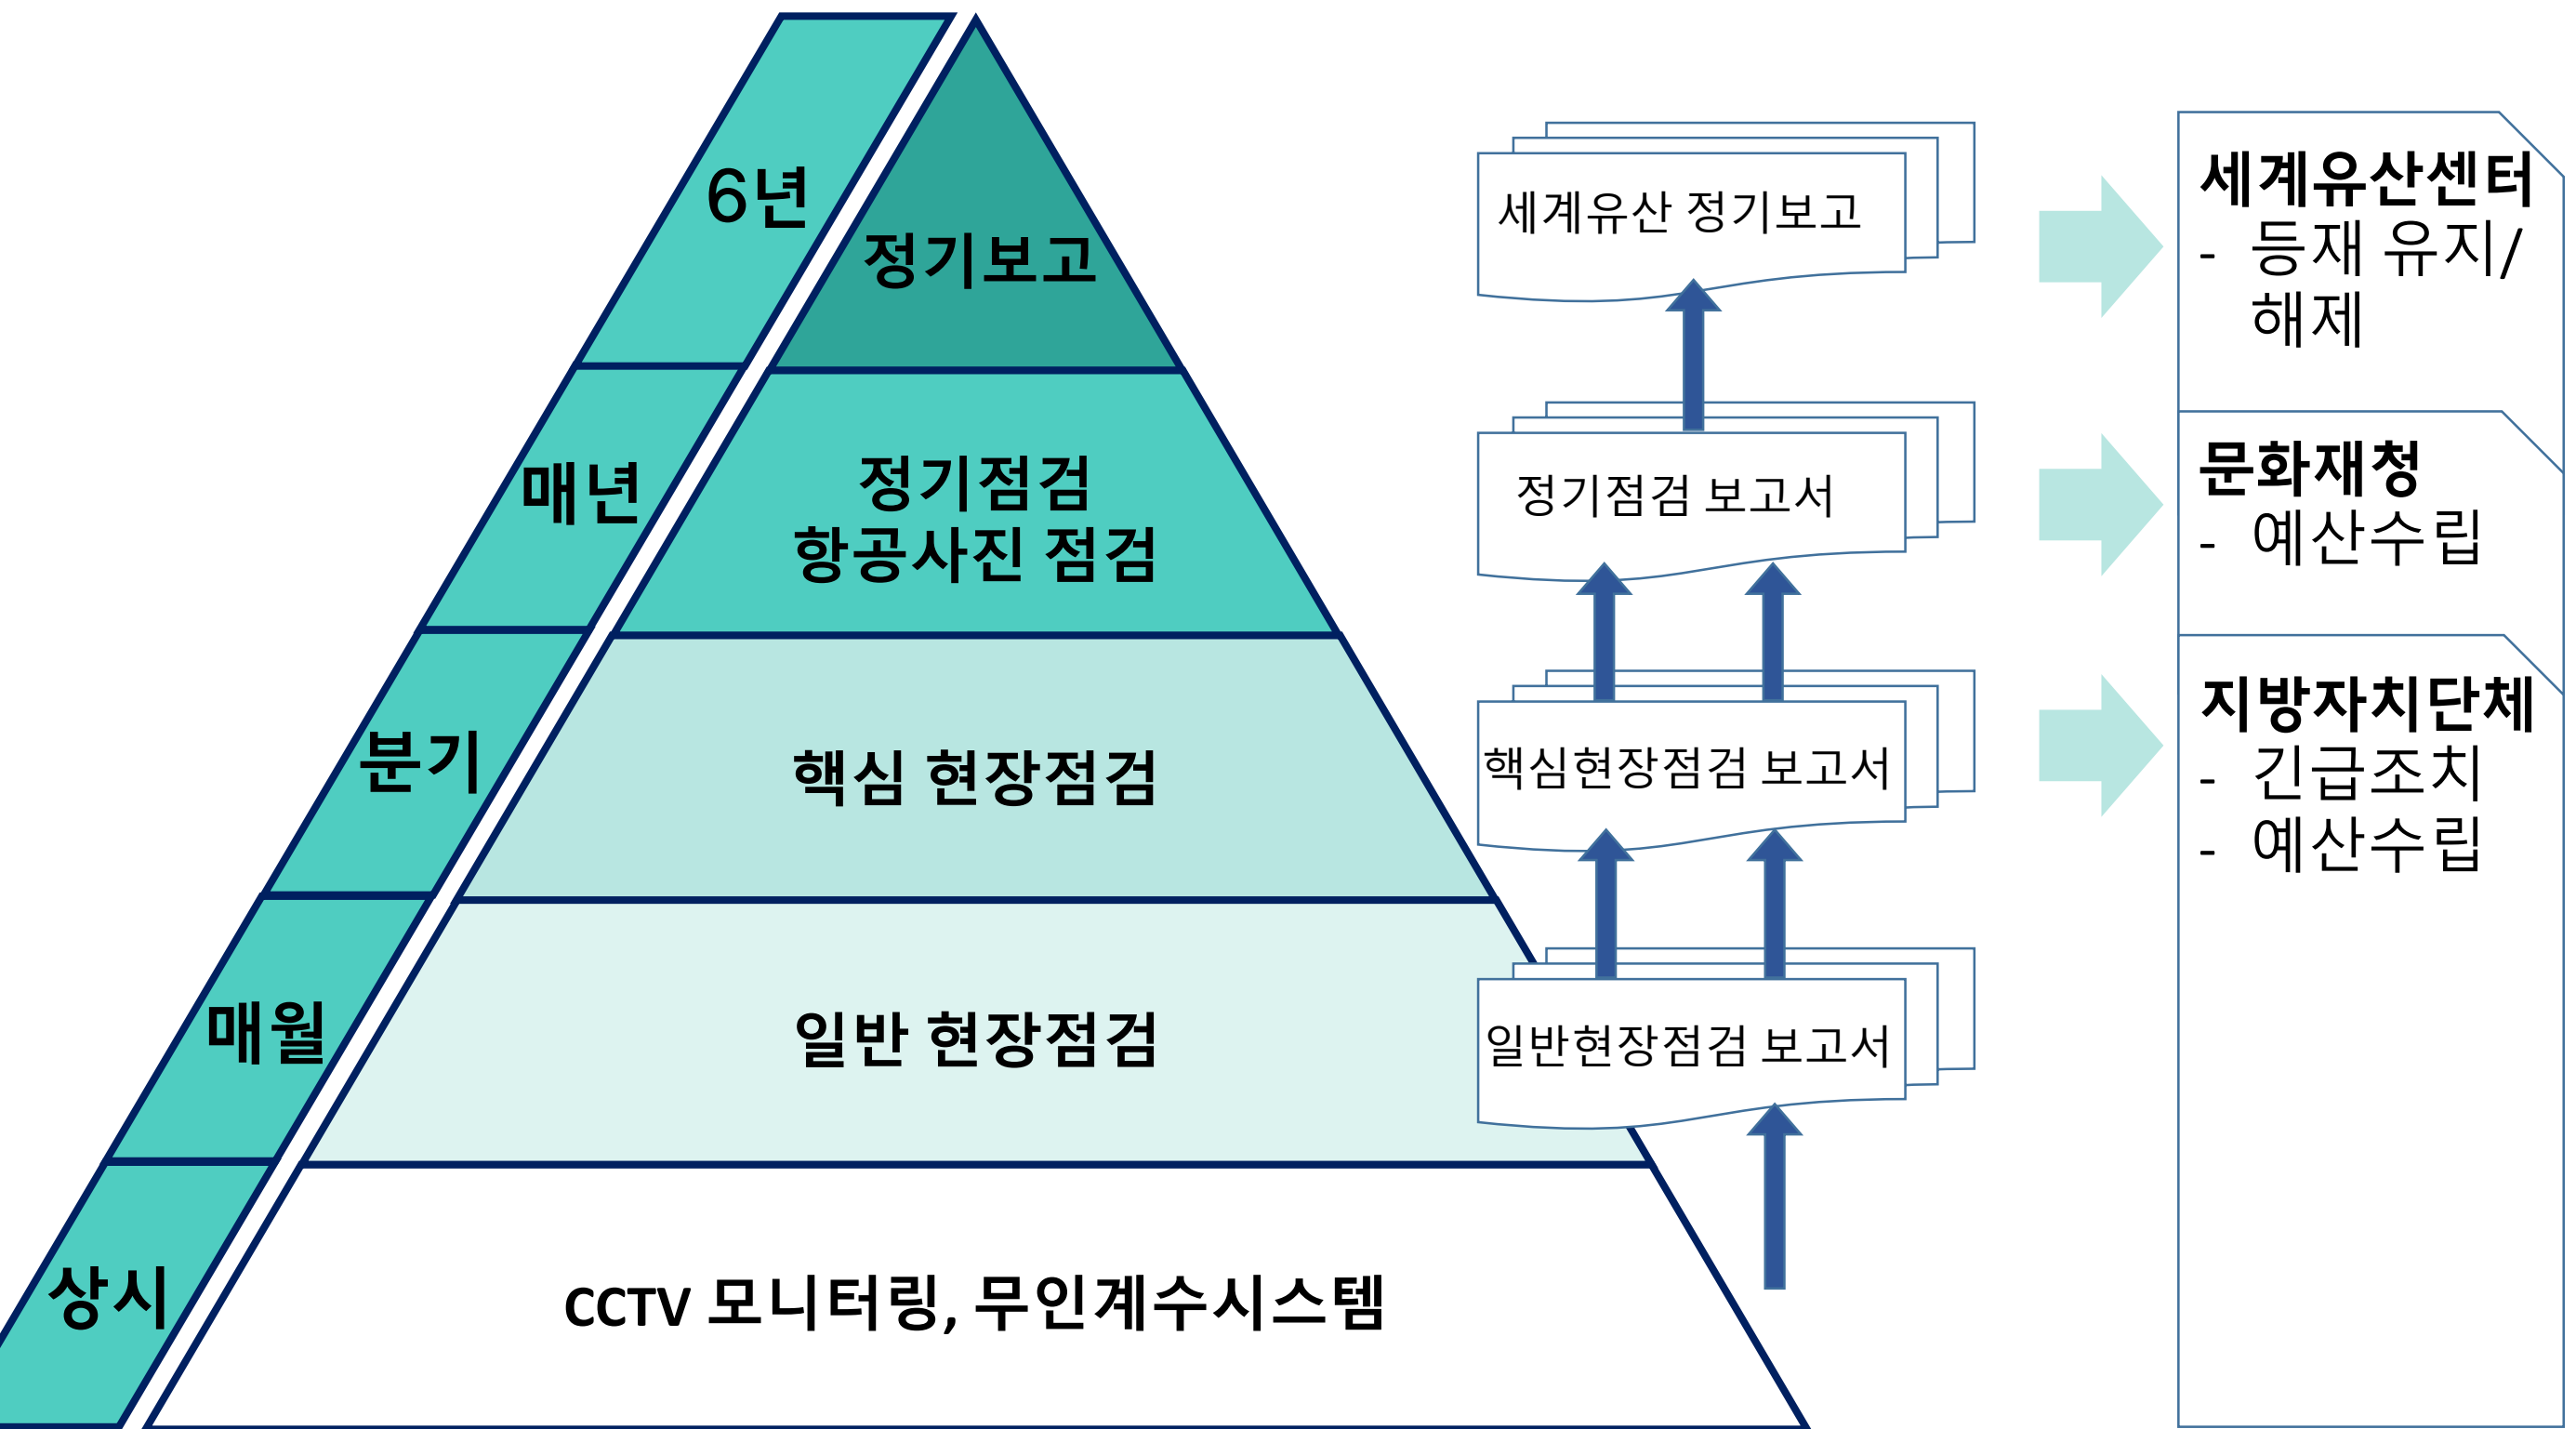 6년
정기보고
매년
정기점검
항공사진 점검
분기
핵심 현장점검
매월
일반 현장점검
상시
CCTV 모니터링, 무인계수시스템
세계유산 정기보고
정기점검 보고서
핵심현장점검 보고서
일반현장점검 보고서
세계유산센터
- 등재 유지/
해제
문화재청
- 예산수립
지방자치단체
- 긴급조치
- 예산수립